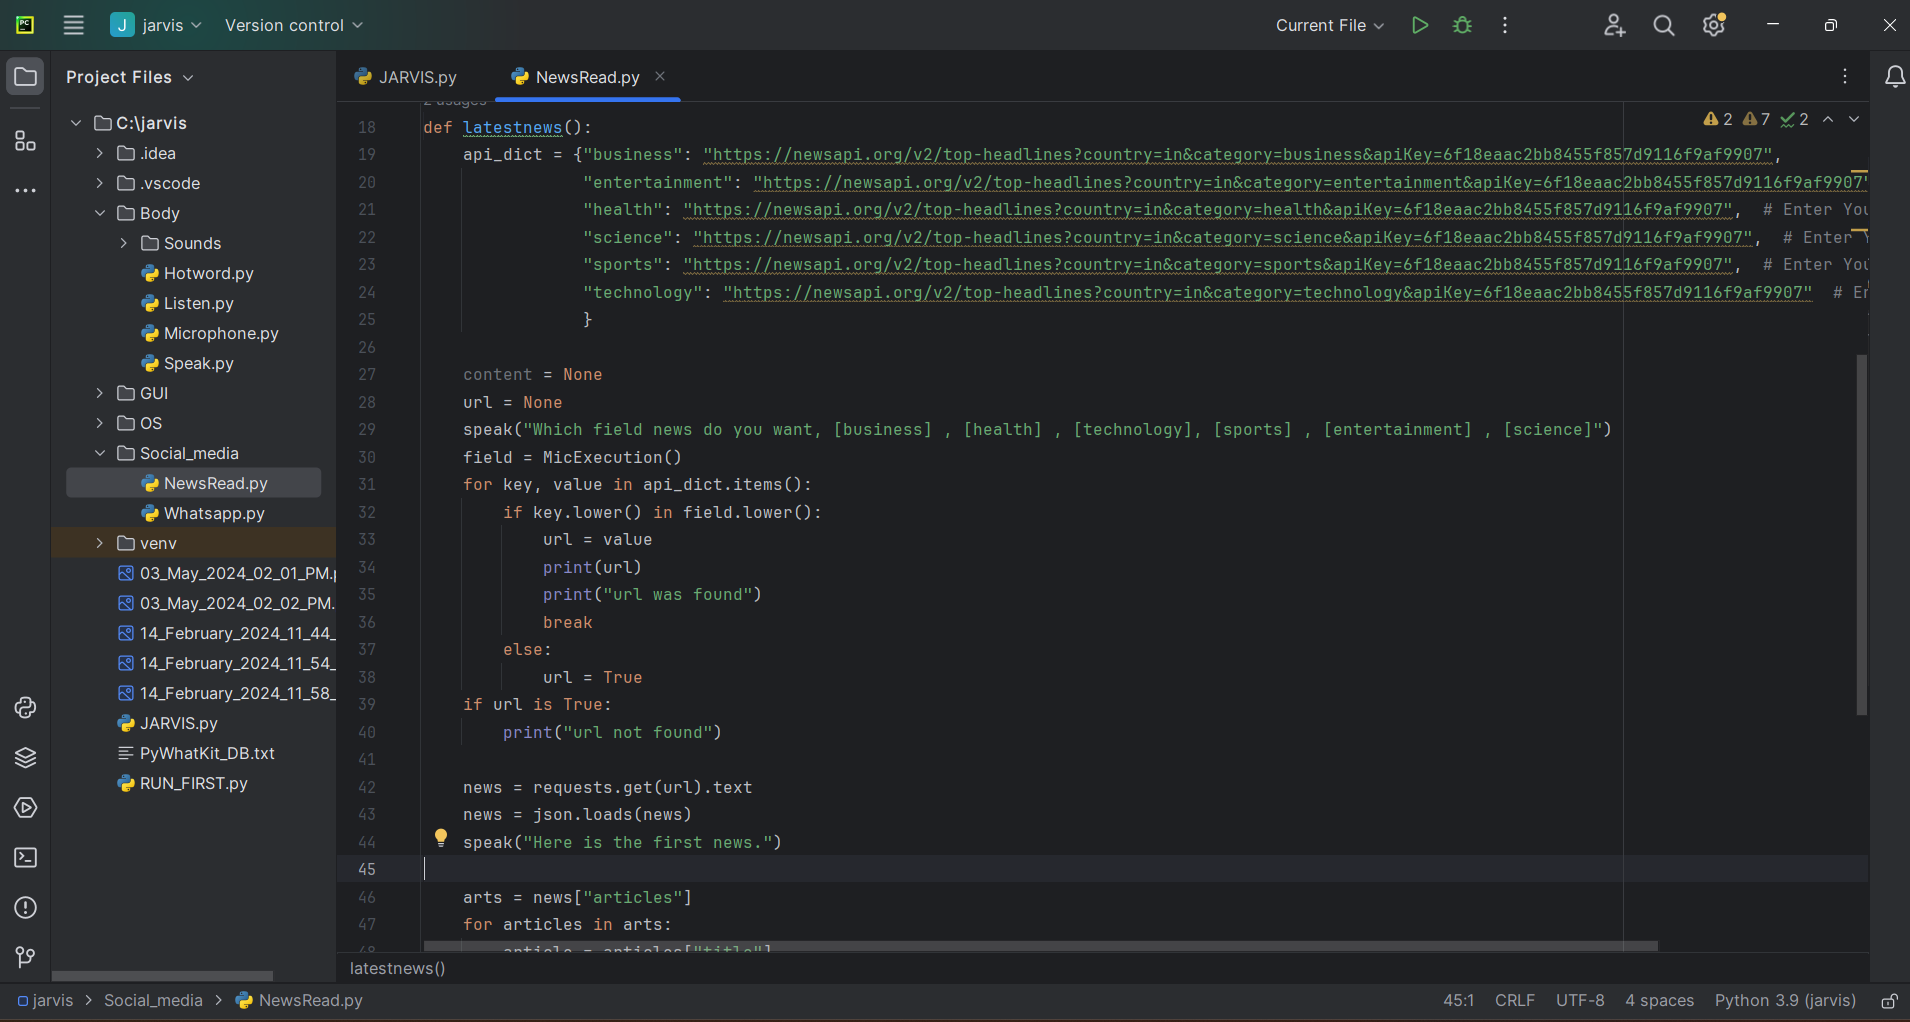 J jarvis Version control Current File
Project Files
C:\jarvis
.idea
.vscode
Body
Sounds
Hotword.py
Listen.py
Microphone.py
Speak.py
GUI
OS
Social_media
NewsRead.py
Whatsapp.py
venv
03_May_2024_02_01_PM.
03_May_2024_02_02_PM.
14_February_2024_11_44_
14_February_2024_11_54_
14_February_2024_11_58_
JARVIS.py
PyWhatKit_DB.txt
RUN_FIRST.py
JARVIS.py NewsRead.py
2 usages
2 7 2
18 def latestnews():
19 api_dict = {"business": "https://newsapi.org/v2/top-headlines?country=in&category=business&apiKey=6f18eaac2bb8455f857d9116f9af9907",
20 "entertainment": "https://newsapi.org/v2/top-headlines?country=in&category=entertainment&apiKey=6f18eaac2bb8455f857d9116f9af9907"
21 "health": "https://newsapi.org/v2/top-headlines?country=in&category=health&apiKey=6f18eaac2bb8455f857d9116f9af9907", # Enter You
22 "science": "https://newsapi.org/v2/top-headlines?country=in&category=science&apiKey=6f18eaac2bb8455f857d9116f9af9907", # Enter Y
23 "sports": "https://newsapi.org/v2/top-headlines?country=in&category=sports&apiKey=6f18eaac2bb8455f857d9116f9af9907", # Enter You
24 "technology": "https://newsapi.org/v2/top-headlines?country=in&category=technology&apiKey=6f18eaac2bb8455f857d9116f9af9907" # En
25 }
26
27 content = None
28 url = None
29 speak("Which field news do you want, [business] , [health] , [technology], [sports] , [entertainment] , [science]")
30 field = MicExecution()
31 for key, value in api_dict.items():
32 if key.lower() in field.lower():
33 url = value
34 print(url)
35 print("url was found")
36 break
37 else:
38 url = True
39 if url is True:
40 print("url not found")
41
42 news = requests.get(url).text
43 news = json.loads(news)
44 speak("Here is the first news.")
45
46 arts = news["articles"]
47 for articles in arts:
48 article = articles["title"]
latestnews()
jarvis > Social_media > NewsRead.py 45:1 CRLF UTF-8 4 spaces Python 3.9 (jarvis)